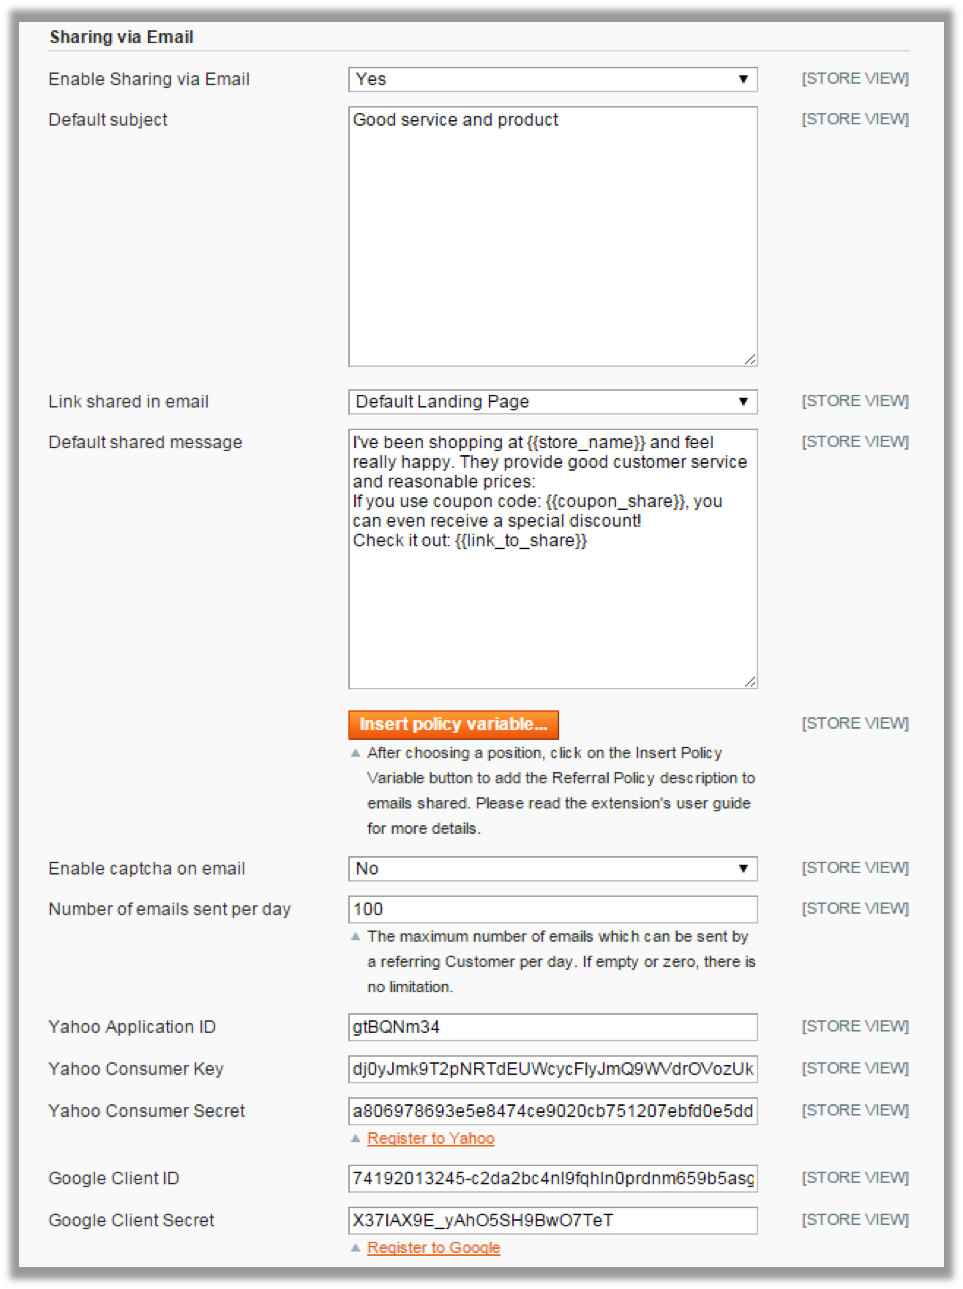 Sharing via Email
Enable Sharing via Email Yes [STORE VIEW]
Default subject Good service and product [STORE VIEW]
Link shared in email Default Landing Page [STORE VIEW]
Default shared message I've been shopping at {{store_name}} and feel [STORE VIEW]
really happy. They provide good customer service
and reasonable prices:
If you use coupon code: {{coupon_share}}, you
can even receive a special discount!
Check it out: {{link_to_share}}
Insert policy variable... [STORE VIEW]
After choosing a position, click on the Insert Policy
Variable button to add the Referral Policy description to
emails shared. Please read the extension's user guide
for more details.
Enable captcha on email No [STORE VIEW]
Number of emails sent per day 100 [STORE VIEW]
The maximum number of emails which can be sent by
a referring Customer per day. If empty or zero, there is
no limitation.
Yahoo Application ID gtBQNm34 [STORE VIEW]
Yahoo Consumer Key dj0yJmk9T2pNRTdEUWcycFlyJmQ9WVdrOVozUk [STORE VIEW]
Yahoo Consumer Secret a806978693e5e8474ce9020cb751207ebfd0e5dd [STORE VIEW]
Register to Yahoo
Google Client ID 74192013245-c2da2bc4nl9fqhln0prdnm659b5asg [STORE VIEW]
Google Client Secret X37IAX9E_yAhO5SH9BwO7TeT [STORE VIEW]
Register to Google